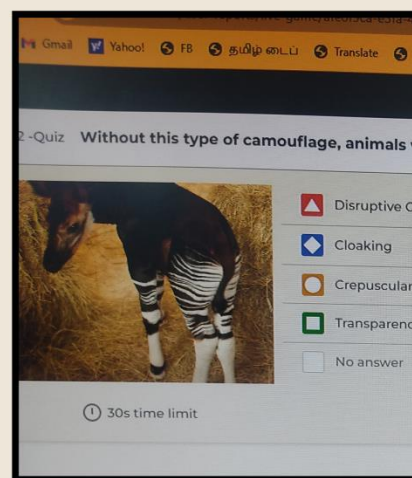 Gmail Yahoo! FB தமிழ் டைப் Translate
2 -Quiz Without this type of camouflage, animals
Disruptive C
Cloaking
Crepuscular
Transparenc
No answer
30s time limit